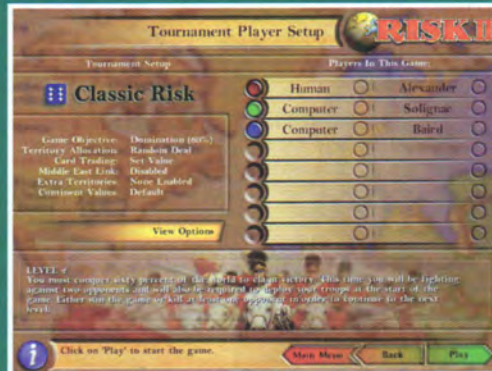 Tournament Player Setup
RISK II
Tournament Setup
Players In This Game:
Classic Risk
Human Alexander
Computer Solignac
Computer Baird
Game Objective: Domination (60%)
Territory Allocation: Random Deal
Card Trading: Set Value
Middle East Link: Disabled
Extra Territories: None Enabled
Continent Values: Default
View Options
LEVEL 4
You must conquer sixty percent of the world to claim victory. This time you will be fighting
against two opponents and will also be required to deploy your troops at the start of the
game. Either win the game or kill at least one opponent in order to continue to the next
level.
i
Click on 'Play' to start the game.
Main Menu
Back
Play